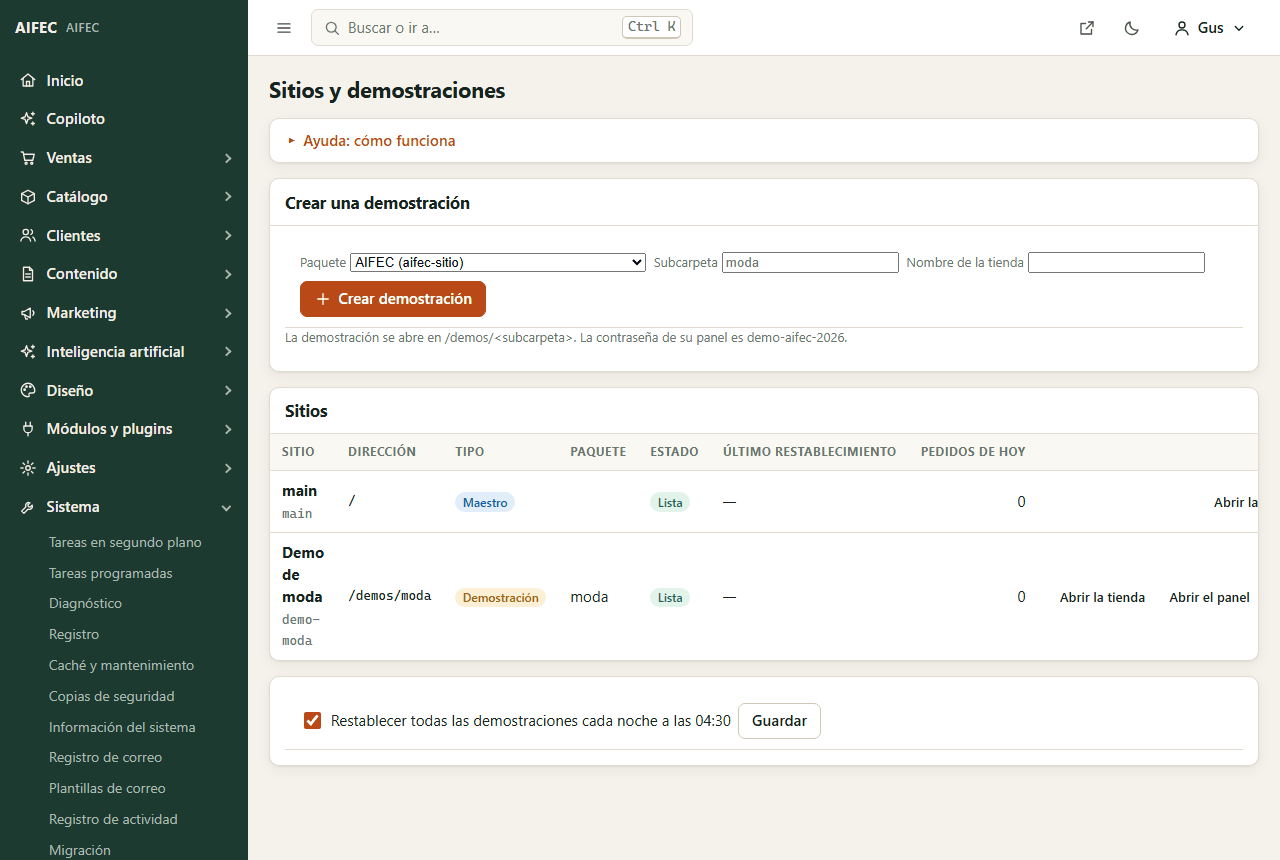 AIFEC AIFEC
Buscar o ir a... Ctrl K
Gus
Inicio
Copiloto
Ventas
Catálogo
Clientes
Contenido
Marketing
Inteligencia artificial
Diseño
Módulos y plugins
Ajustes
Sistema
Tareas en segundo plano
Tareas programadas
Diagnóstico
Registro
Caché y mantenimiento
Copias de seguridad
Información del sistema
Registro de correo
Plantillas de correo
Registro de actividad
Migración
Sitios y demostraciones
Ayuda: cómo funciona
Crear una demostración
Paquete AIFEC (aifec-sitio) Subcarpeta moda Nombre de la tienda
+ Crear demostración
La demostración se abre en /demos/<subcarpeta>. La contraseña de su panel es demo-aifec-2026.
Sitios
SITIO DIRECCIÓN TIPO PAQUETE ESTADO ÚLTIMO RESTABLECIMIENTO PEDIDOS DE HOY
main
main
/ Maestro Lista — 0 Abrir la
Demo
de
moda
demo-
moda
/demos/moda Demostración moda Lista — 0 Abrir la tienda Abrir el panel
Restablecer todas las demostraciones cada noche a las 04:30 Guardar